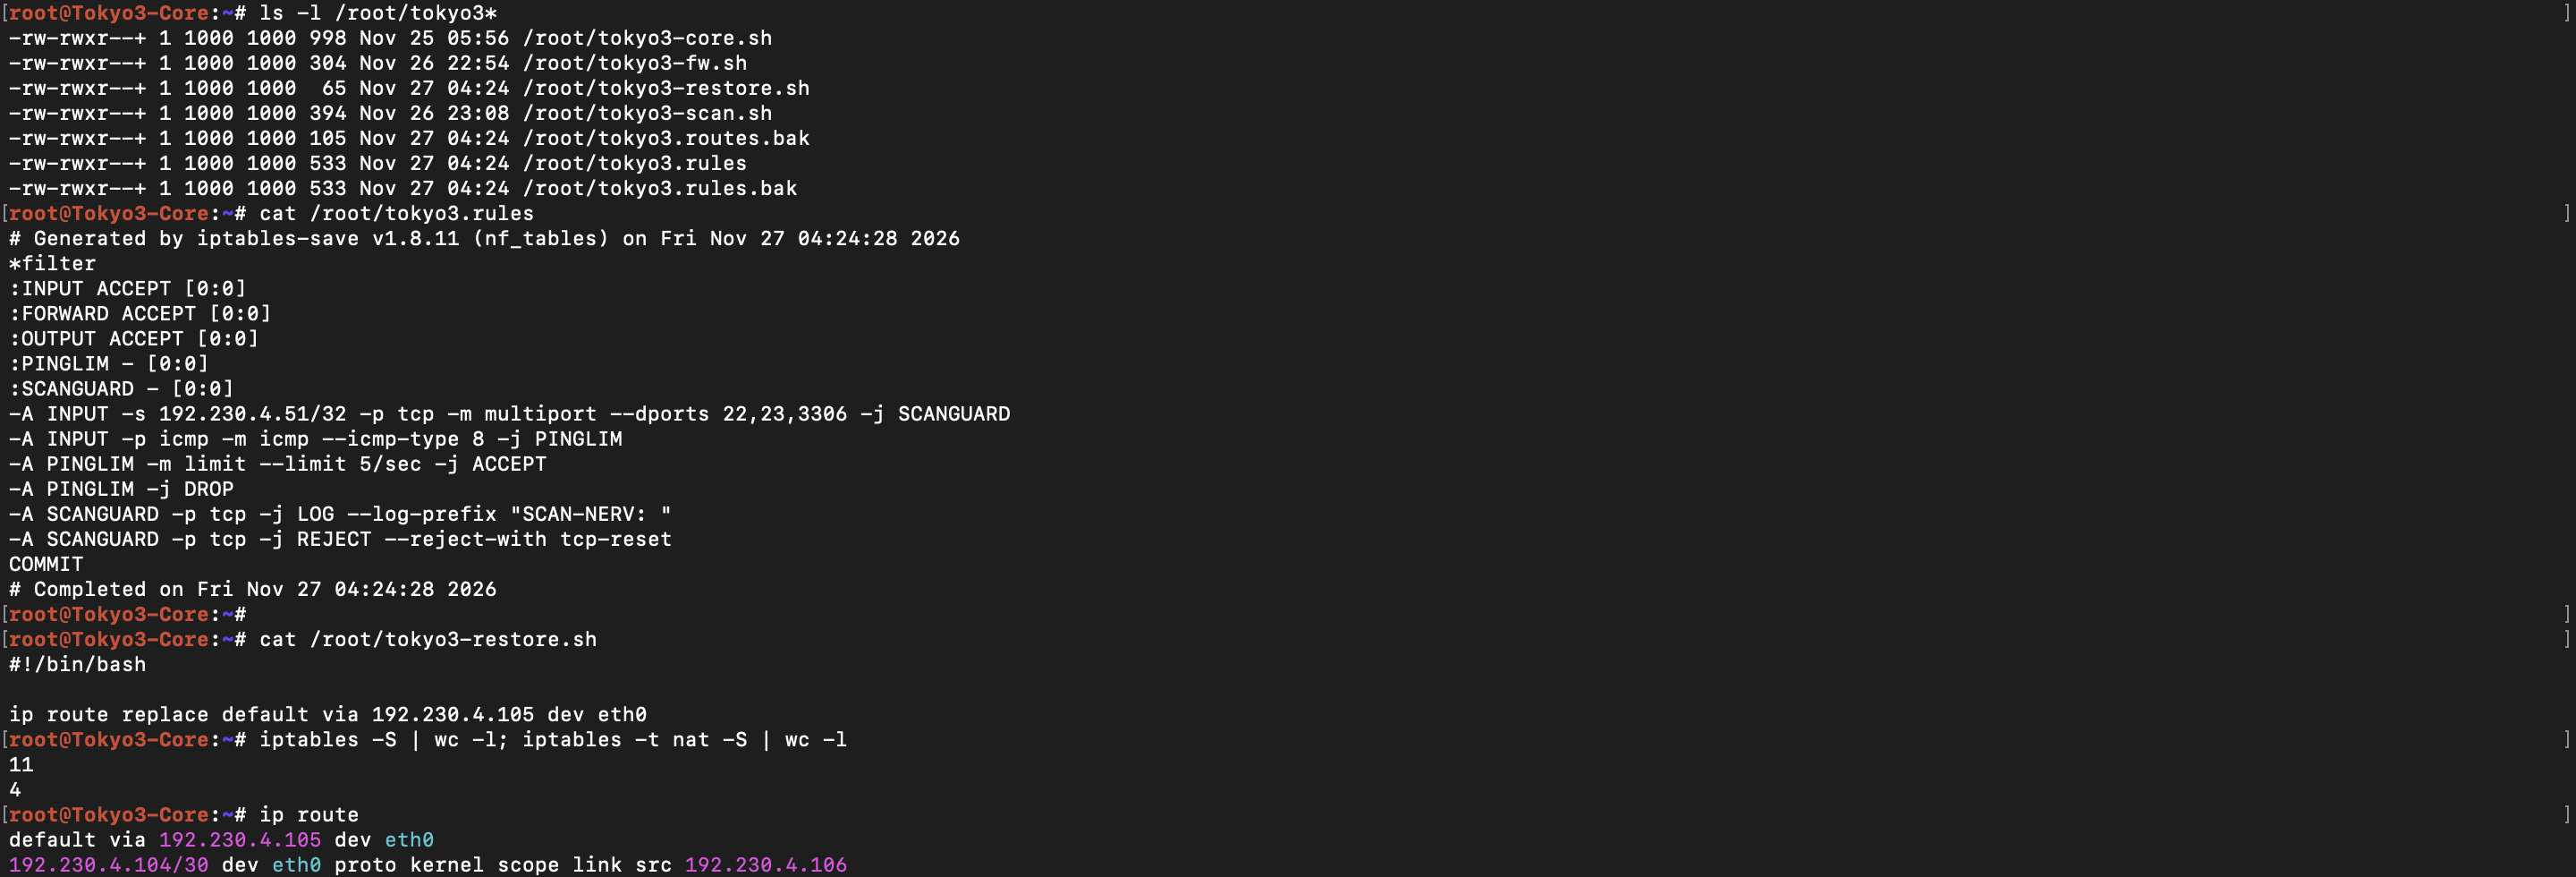 [root@Tokyo3-Core:~# ls -l /root/tokyo3* ]
-rw-rwxr--+ 1 1000 1000 998 Nov 25 05:56 /root/tokyo3-core.sh
-rw-rwxr--+ 1 1000 1000 304 Nov 26 22:54 /root/tokyo3-fw.sh
-rw-rwxr--+ 1 1000 1000  65 Nov 27 04:24 /root/tokyo3-restore.sh
-rw-rwxr--+ 1 1000 1000 394 Nov 26 23:08 /root/tokyo3-scan.sh
-rw-rwxr--+ 1 1000 1000 105 Nov 27 04:24 /root/tokyo3.routes.bak
-rw-rwxr--+ 1 1000 1000 533 Nov 27 04:24 /root/tokyo3.rules
-rw-rwxr--+ 1 1000 1000 533 Nov 27 04:24 /root/tokyo3.rules.bak
[root@Tokyo3-Core:~# cat /root/tokyo3.rules ]
# Generated by iptables-save v1.8.11 (nf_tables) on Fri Nov 27 04:24:28 2026
*filter
:INPUT ACCEPT [0:0]
:FORWARD ACCEPT [0:0]
:OUTPUT ACCEPT [0:0]
:PINGLIM - [0:0]
:SCANGUARD - [0:0]
-A INPUT -s 192.230.4.51/32 -p tcp -m multiport --dports 22,23,3306 -j SCANGUARD
-A INPUT -p icmp -m icmp --icmp-type 8 -j PINGLIM
-A PINGLIM -m limit --limit 5/sec -j ACCEPT
-A PINGLIM -j DROP
-A SCANGUARD -p tcp -j LOG --log-prefix "SCAN-NERV: "
-A SCANGUARD -p tcp -j REJECT --reject-with tcp-reset
COMMIT
# Completed on Fri Nov 27 04:24:28 2026
[root@Tokyo3-Core:~# ]
[root@Tokyo3-Core:~# cat /root/tokyo3-restore.sh ]
#!/bin/bash

ip route replace default via 192.230.4.105 dev eth0
[root@Tokyo3-Core:~# iptables -S | wc -l; iptables -t nat -S | wc -l ]
11
4
[root@Tokyo3-Core:~# ip route ]
default via 192.230.4.105 dev eth0
192.230.4.104/30 dev eth0 proto kernel scope link src 192.230.4.106